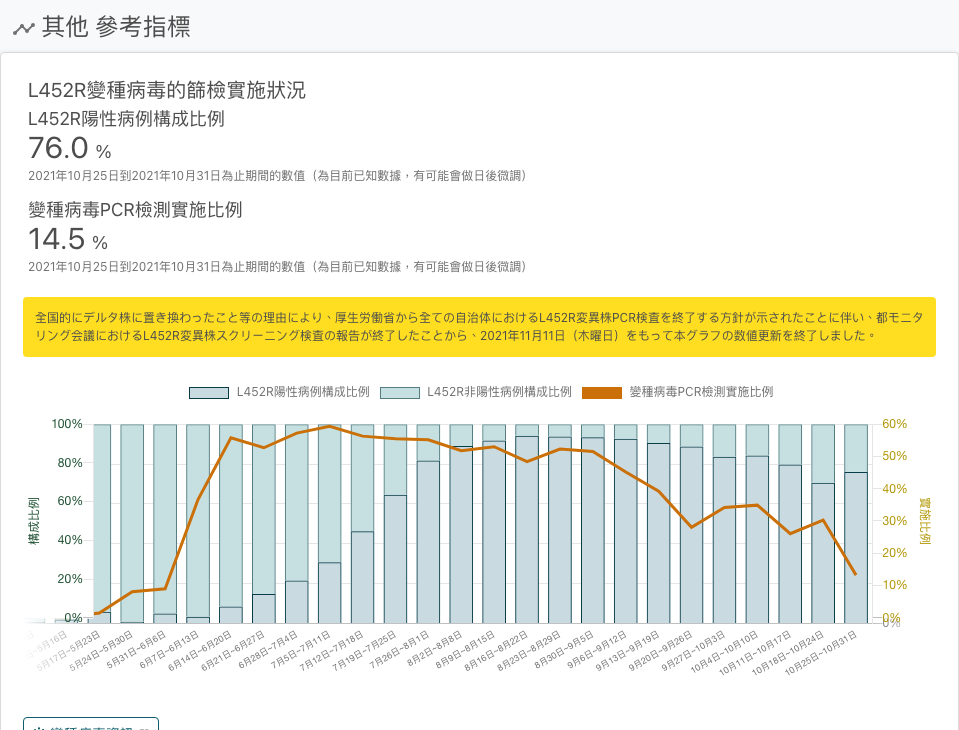 其他 參考指標
L452R變種病毒的篩檢實施狀況
L452R陽性病例構成比例
76.0 %
2021年10月25日到2021年10月31日為止期間的數值（為目前已知數據，有可能會做日後微調）
變種病毒PCR檢測實施比例
14.5 %
2021年10月25日到2021年10月31日為止期間的數值（為目前已知數據，有可能會做日後微調）
全国的にデルタ株に置き換わったこと等の理由により、厚生労働省から全ての自治体におけるL452R変異株PCR検査を終了する方針が示されたことに伴い、都モニタ
リング会議におけるL452R変異株スクリーニング検査の報告が終了したことから、2021年11月11日（木曜日）をもって本グラフの数値更新を終了しました。
L452R陽性病例構成比例 L452R非陽性病例構成比例 變種病毒PCR檢測實施比例
100%
80%
60%
40%
20%
0%
構成比例
60%
50%
40%
30%
20%
10%
0%
實施比例
5月16日
5月17日~5月23日
5月24日~5月30日
5月31日~6月6日
6月7日~6月13日
6月14日~6月20日
6月21日~6月27日
6月28日~7月4日
7月5日~7月11日
7月12日~7月18日
7月19日~7月25日
7月26日~8月1日
8月2日~8月8日
8月9日~8月15日
8月16日~8月22日
8月23日~8月29日
8月30日~9月5日
9月6日~9月12日
9月13日~9月19日
9月20日~9月26日
9月27日~10月3日
10月4日~10月10日
10月11日~10月17日
10月18日~10月24日
10月25日~10月31日